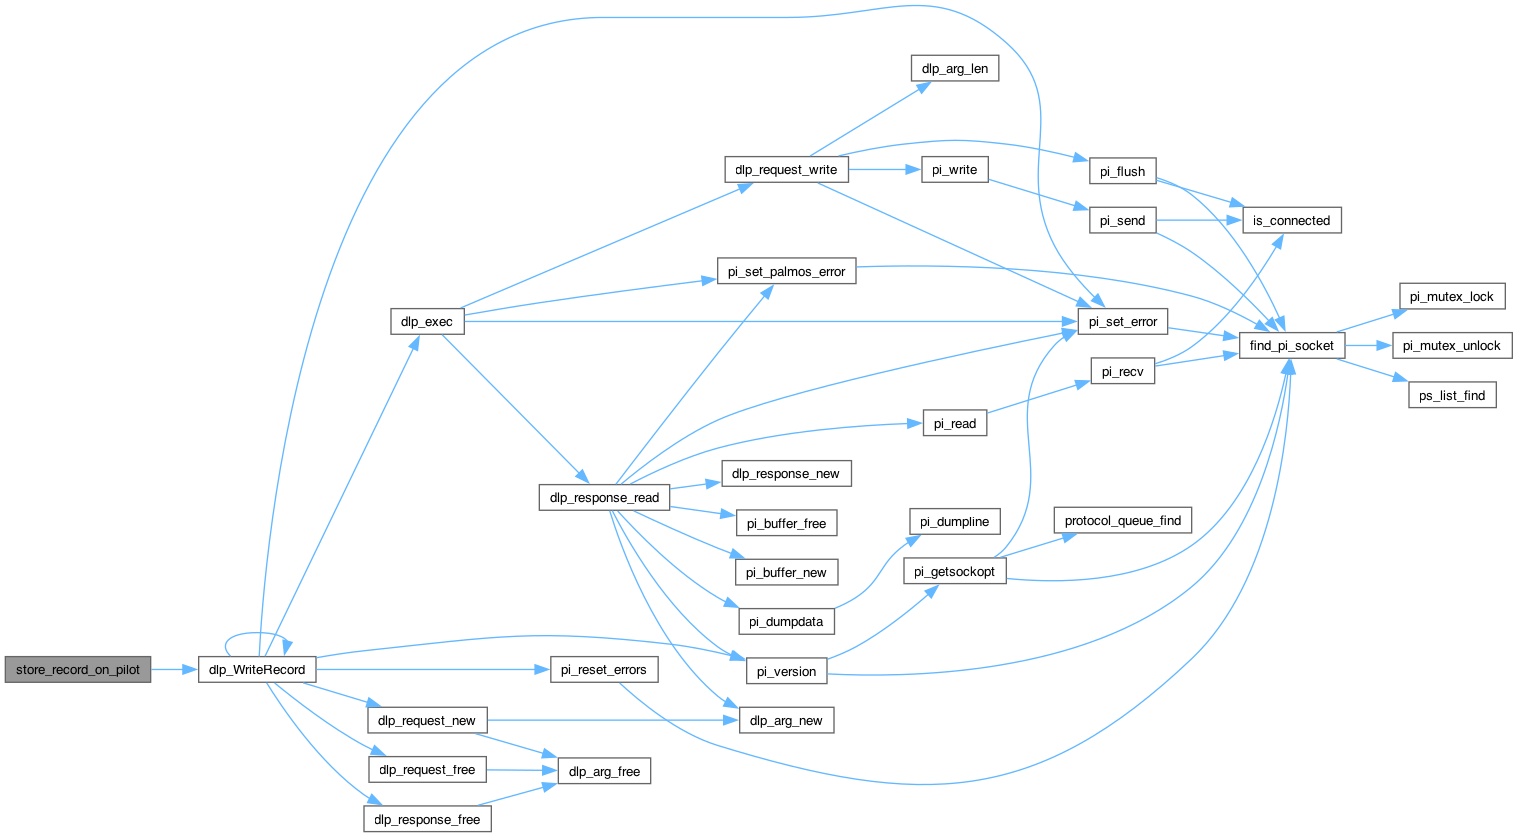 store_record_on_pilot
dlp_WriteRecord
dlp_exec
dlp_request_write
dlp_arg_len
pi_flush
is_connected
find_pi_socket
pi_mutex_lock
pi_mutex_unlock
ps_list_find
pi_set_error
pi_write
pi_send
pi_set_palmos_error
dlp_response_read
pi_read
pi_recv
dlp_response_new
pi_buffer_free
pi_buffer_new
pi_dumpdata
pi_dumpline
pi_version
pi_getsockopt
protocol_queue_find
dlp_arg_new
pi_reset_errors
dlp_request_new
dlp_arg_free
dlp_request_free
dlp_response_free